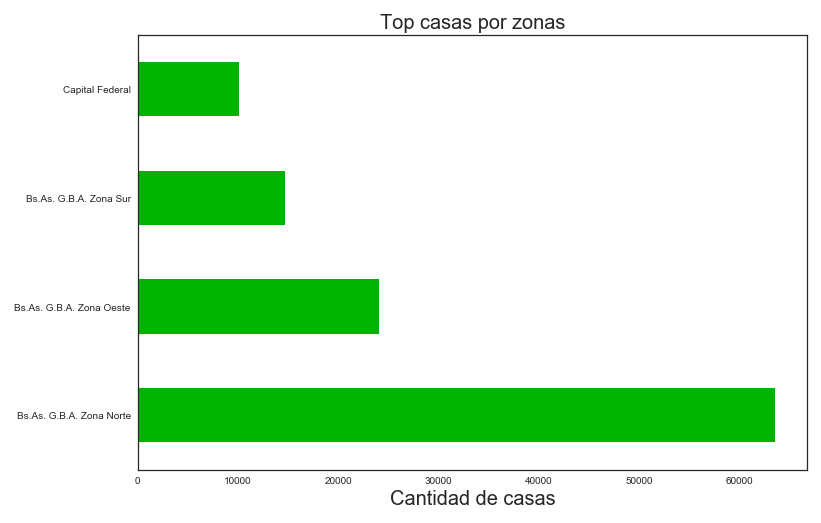 Top casas por zonas
Capital Federal
Bs.As. G.B.A. Zona Sur
Bs.As. G.B.A. Zona Oeste
Bs.As. G.B.A. Zona Norte
0 10000 20000 30000 40000 50000 60000
Cantidad de casas